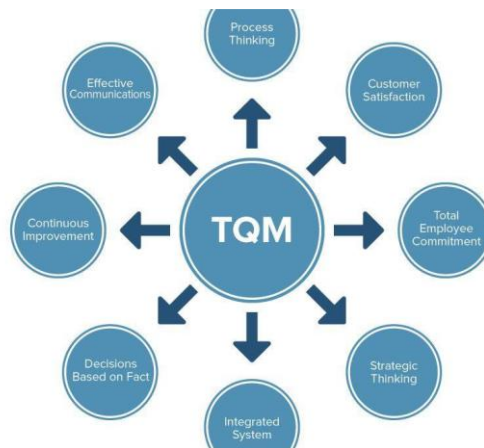 Process
Thinking
Effective
Communications
Customer
Satisfaction
Continuous
Improvement
TQM
Total
Employee
Commitment
Decisions
Based on Fact
Strategic
Thinking
Integrated
System